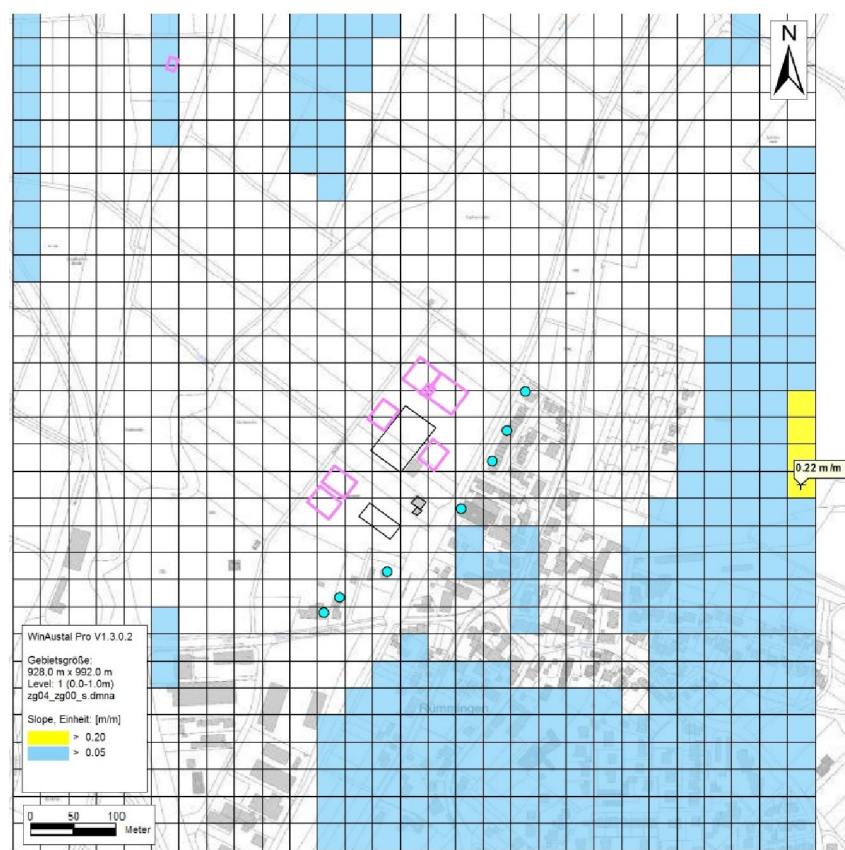 N
0.22 m/m
WinAustal Pro V1.3.0.2
Gebietsgröße:
928.0 m x 992.0 m
Level: 1 (0.0-1.0m)
zg04_zg00_s.dmna
Slope, Einheit: [m/m]
> 0.20
> 0.05
Rümmingen
0 50 100
Meter